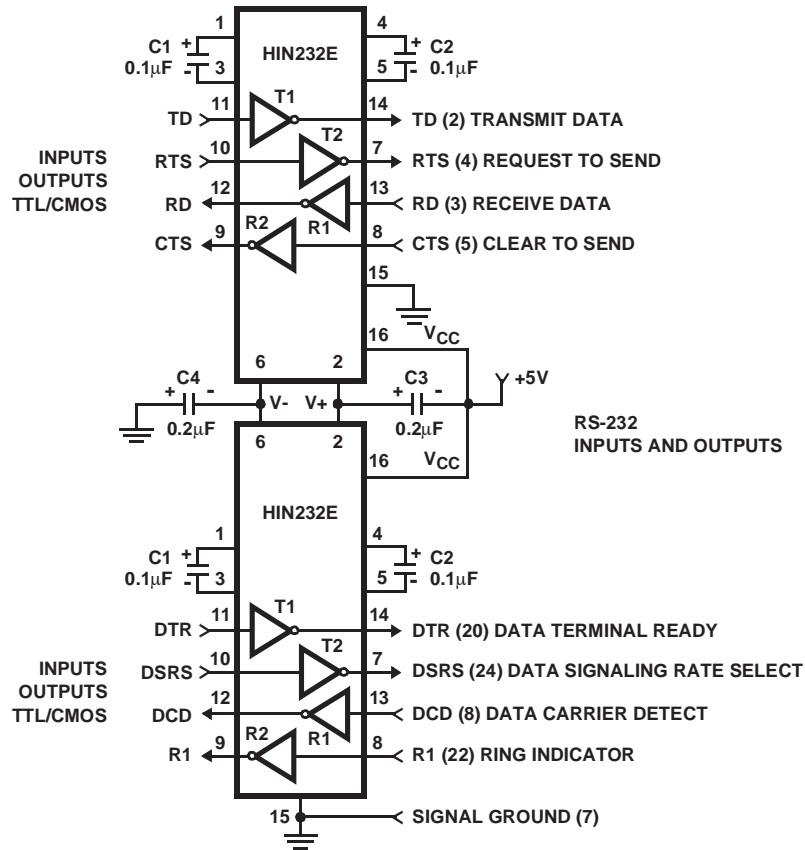 1
4
HIN232E
C1 +
0.1µF -
3
+ C2
- 0.1µF
5
11
T1
14
TD
TD (2) TRANSMIT DATA
10
T2
7
INPUTS
OUTPUTS
TTL/CMOS
RTS
RTS (4) REQUEST TO SEND
12
13
RD
RD (3) RECEIVE DATA
9
R2
R1
8
CTS
CTS (5) CLEAR TO SEND
15
16
VCC
6
2
C4
+ -
0.2µF
V-
V+
C3
+ -
0.2µF
+5V
RS-232
INPUTS AND OUTPUTS
6
2
16
VCC
HIN232E
1
4
C1 +
0.1µF -
3
+ C2
- 0.1µF
5
11
T1
14
DTR
DTR (20) DATA TERMINAL READY
10
T2
7
INPUTS
OUTPUTS
TTL/CMOS
DSRS
DSRS (24) DATA SIGNALING RATE SELECT
12
13
DCD
DCD (8) DATA CARRIER DETECT
9
R2
R1
8
R1
R1 (22) RING INDICATOR
15
SIGNAL GROUND (7)